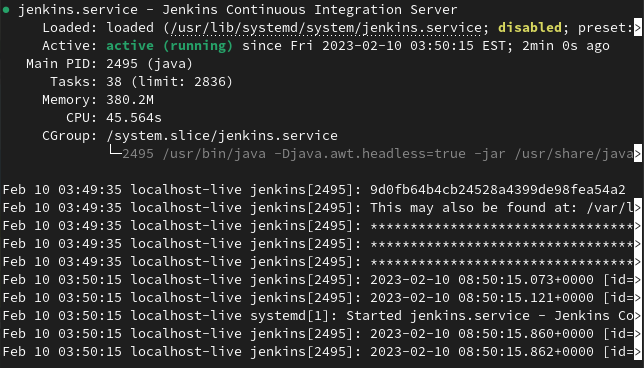 ● jenkins.service - Jenkins Continuous Integration Server
Loaded: loaded (/usr/lib/systemd/system/jenkins.service; disabled; preset:>
Active: active (running) since Fri 2023-02-10 03:50:15 EST; 2min 0s ago
Main PID: 2495 (java)
Tasks: 38 (limit: 2836)
Memory: 380.2M
CPU: 45.564s
CGroup: /system.slice/jenkins.service
└─2495 /usr/bin/java -Djava.awt.headless=true -jar /usr/share/java>
Feb 10 03:49:35 localhost-live jenkins[2495]: 9d0fb64b4cb24528a4399de98fea54a2
Feb 10 03:49:35 localhost-live jenkins[2495]: This may also be found at: /var/l>
Feb 10 03:49:35 localhost-live jenkins[2495]: *********************************>
Feb 10 03:49:35 localhost-live jenkins[2495]: *********************************>
Feb 10 03:49:35 localhost-live jenkins[2495]: *********************************>
Feb 10 03:50:15 localhost-live jenkins[2495]: 2023-02-10 08:50:15.073+0000 [id=>
Feb 10 03:50:15 localhost-live jenkins[2495]: 2023-02-10 08:50:15.121+0000 [id=>
Feb 10 03:50:15 localhost-live systemd[1]: Started jenkins.service - Jenkins Co>
Feb 10 03:50:15 localhost-live jenkins[2495]: 2023-02-10 08:50:15.860+0000 [id=>
Feb 10 03:50:15 localhost-live jenkins[2495]: 2023-02-10 08:50:15.862+0000 [id=>